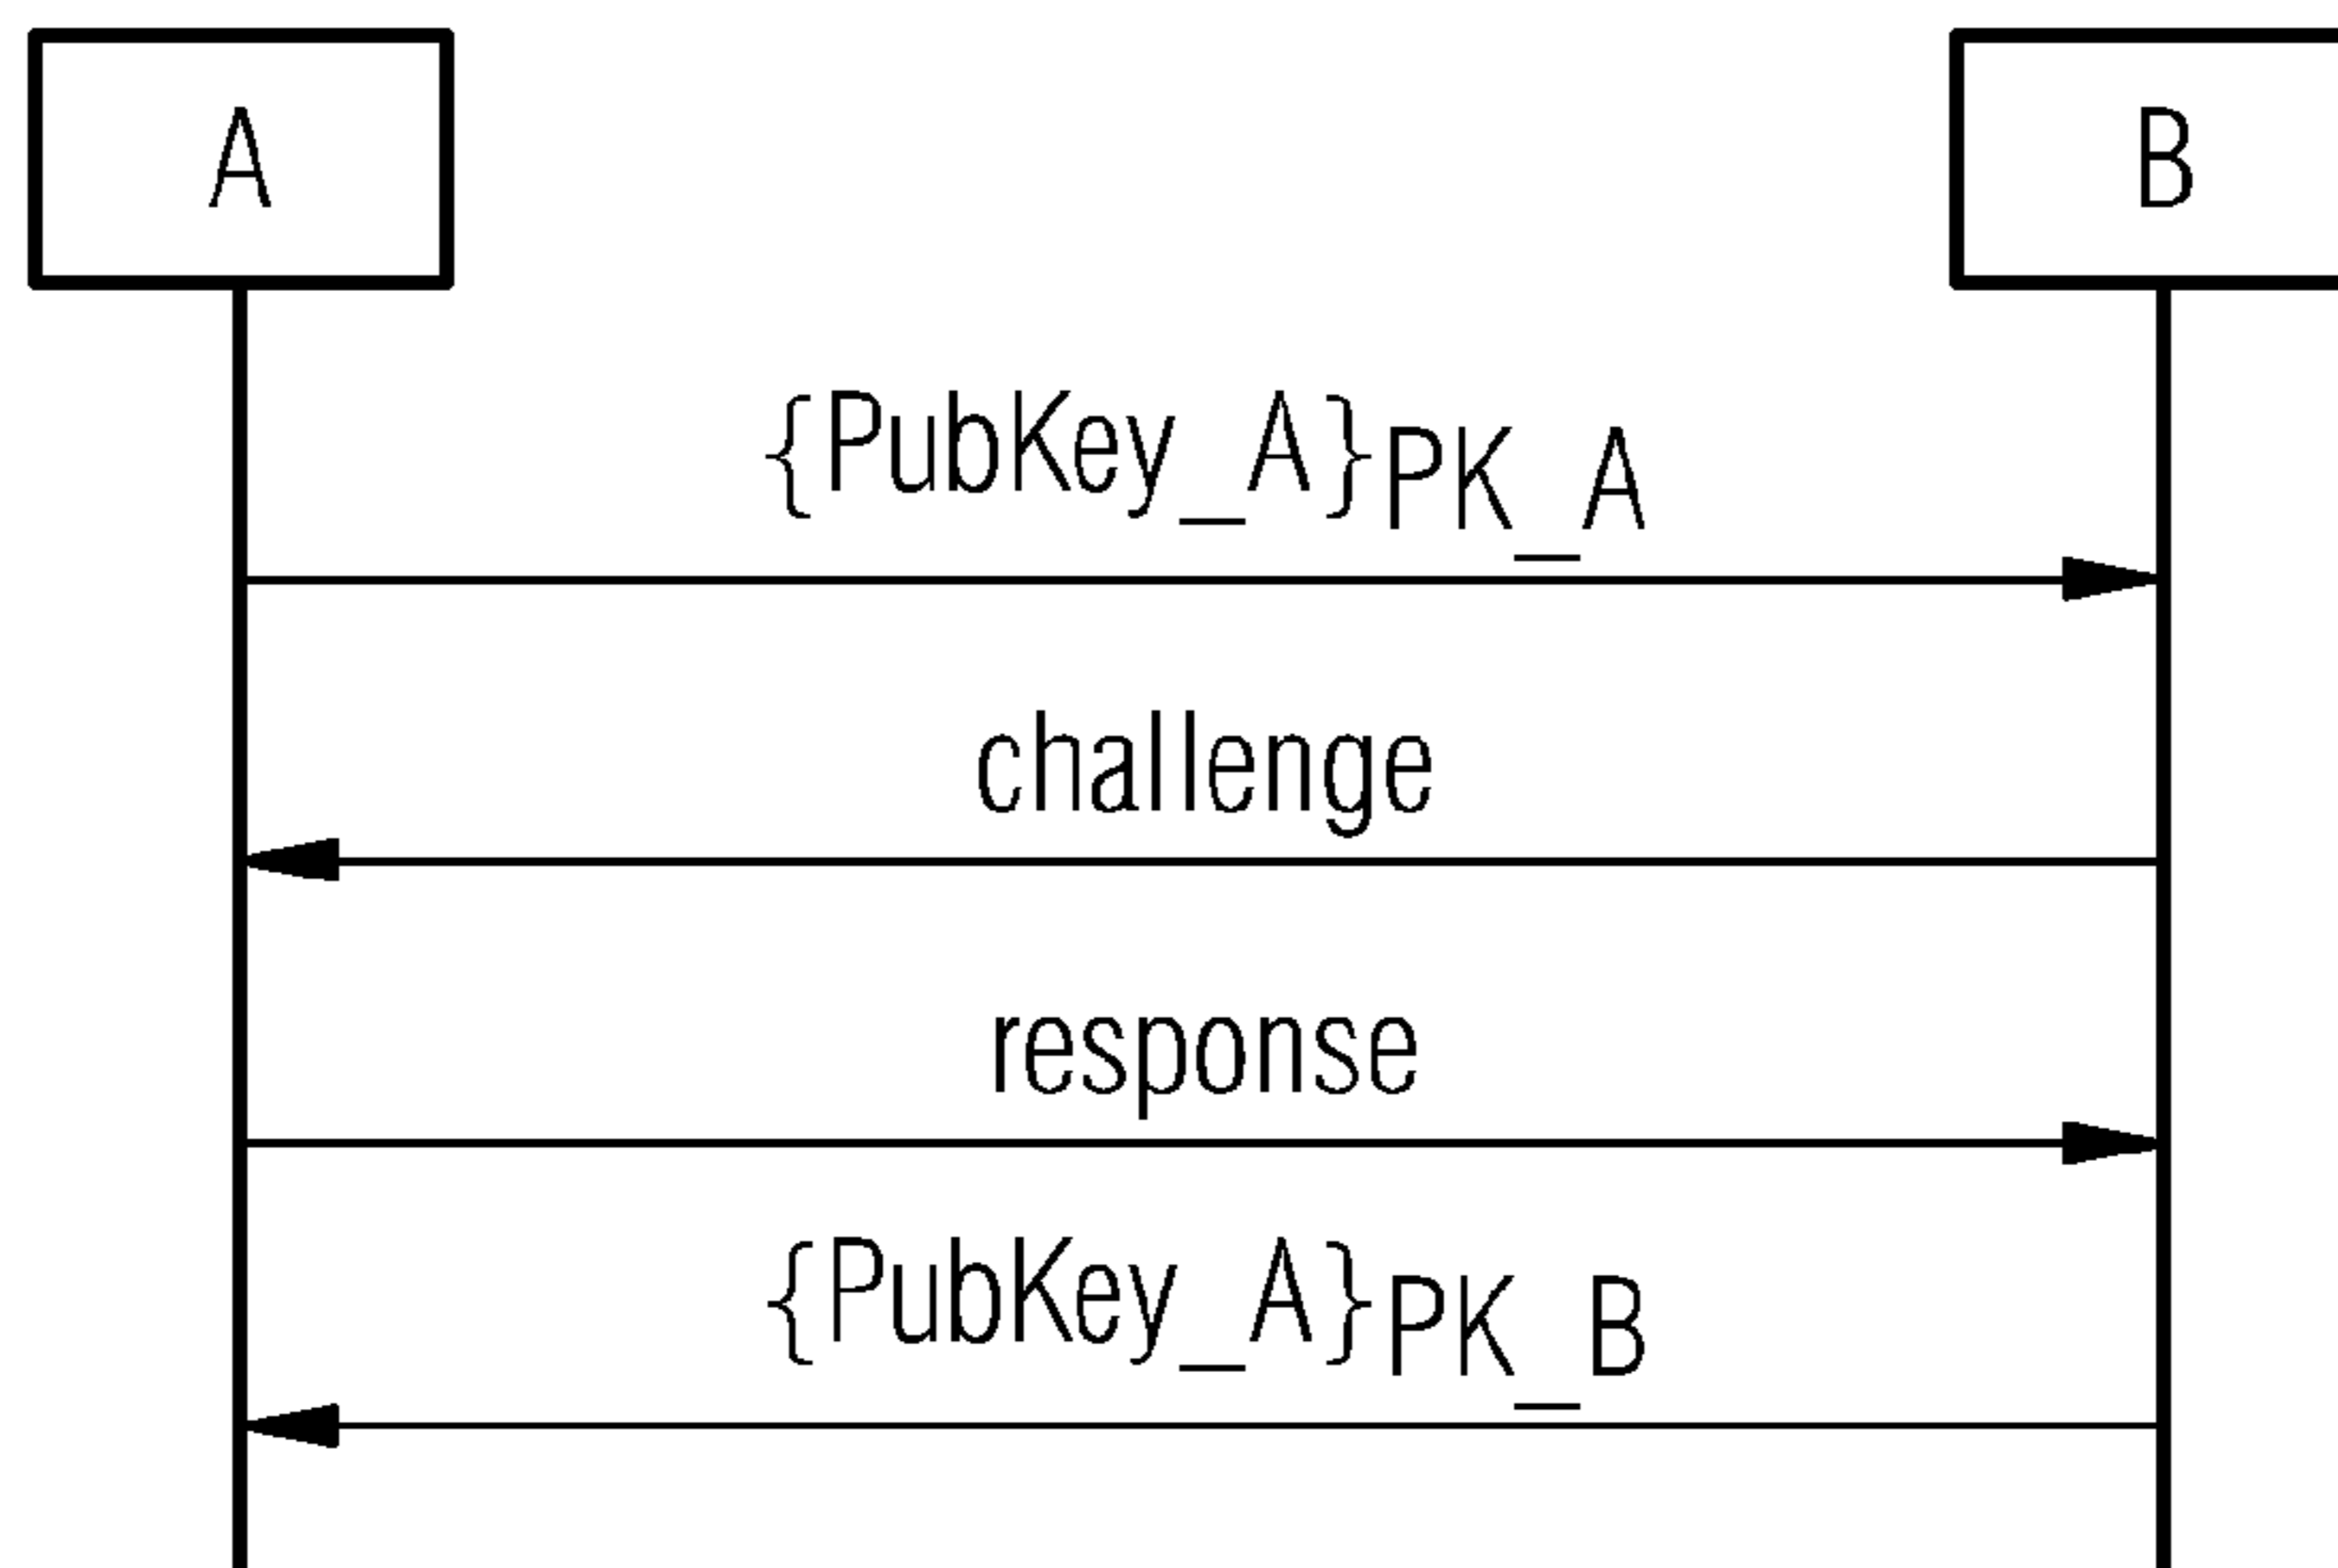 A
B
{PubKey_A}PK_A
challenge
response
{PubKey_A}PK_B